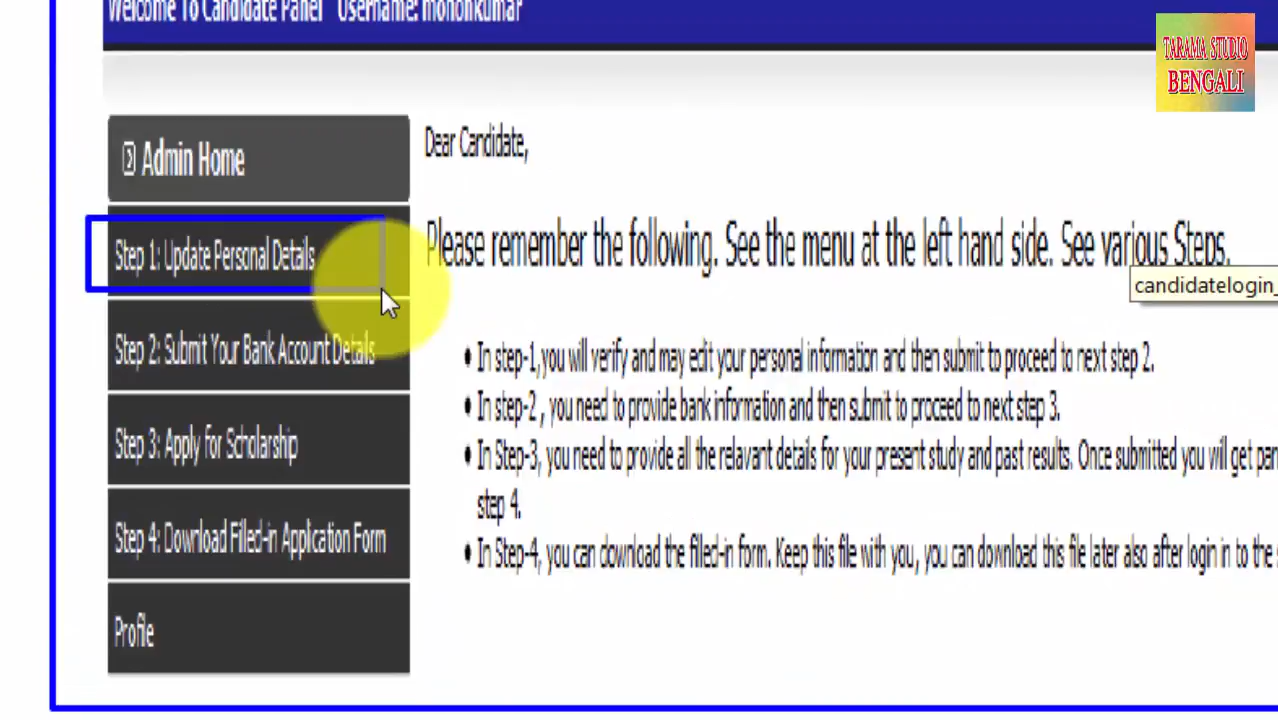 Welcome To Candidate Panel Username: mohonkumar
TARAMA STUDIO
BENGALI
Admin Home
Dear Candidate,
Step 1: Update Personal Details
Please remember the following. See the menu at the left hand side. See various Steps.
candidatelogin_
Step 2: Submit Your Bank Account Details
• In step-1,you will verify and may edit your personal information and then submit to proceed to next step 2.
• In step-2 , you need to provide bank information and then submit to proceed to next step 3.
Step 3: Apply for Scholarship
• In Step-3, you need to provide all the relavant details for your present study and past results. Once submitted you will get
step 4.
Step 4: Download Filled-in Application Form
• In Step-4, you can download the filled-in form. Keep this file with you, you can download this file later also after login in to the
Profile